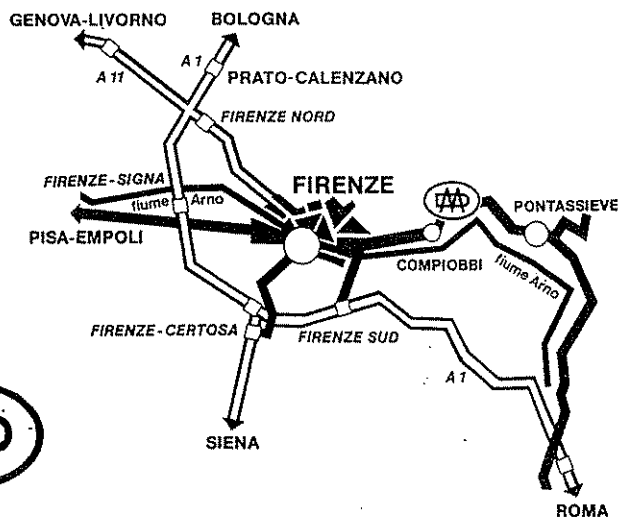 GENOVA-LIVORNO
BOLOGNA
A 11
A 1
PRATO-CALENZANO
FIRENZE NORD
FIRENZE-SIGNA
FIRENZE
fiume Arno
PONTASSIEVE
PISA-EMPOLI
COMPIOBBI
fiume Arno
FIRENZE-CERTOSA
FIRENZE SUD
A 1
SIENA
ROMA